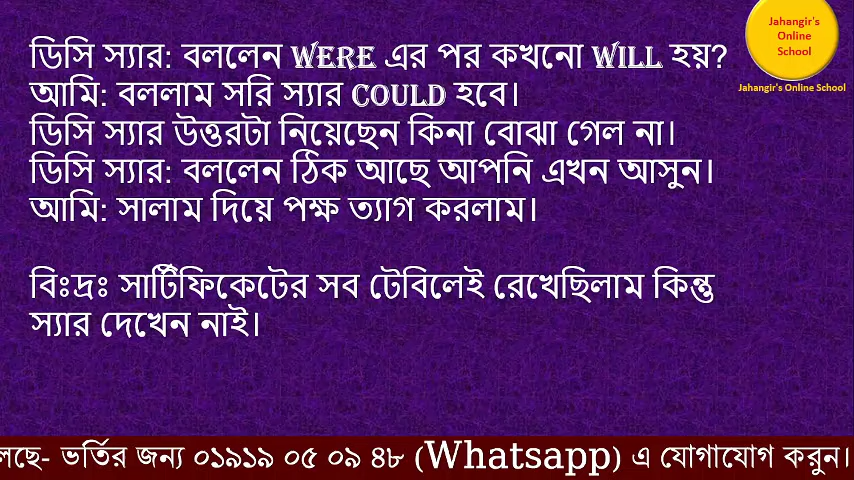 Jahangir's
Online
School
Jahangir's Online School
ডিসি স্যার: বললেন WERE এর পর কখনো WILL হয়?
আমি: বললাম সরি স্যার COULD হবে।
ডিসি স্যার উত্তরটা নিয়েছেন কিনা বোঝা গেল না।
ডিসি স্যার: বললেন ঠিক আছে আপনি এখন আসুন।
আমি: সালাম দিয়ে পক্ষ ত্যাগ করলাম।
বিঃদ্রঃ সার্টিফিকেটের সব টেবিলেই রেখেছিলাম কিন্তু
স্যার দেখেন নাই।
লছে- ভর্তির জন্য ০১৯১৯ ০৫ ০৯ ৪৮ (Whatsapp) এ যোগাযোগ করুন।